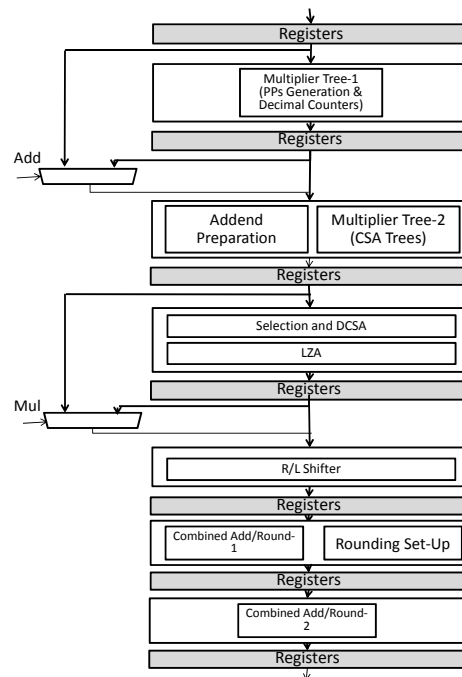 Registers
Multiplier Tree-1
(PPs Generation &
Decimal Counters)
Registers
Add
Addend
Preparation
Multiplier Tree-2
(CSA Trees)
Registers
Selection and DCSA
LZA
Registers
Mul
R/L Shifter
Registers
Combined Add/Round-
1
Rounding Set-Up
Registers
Combined Add/Round-
2
Registers